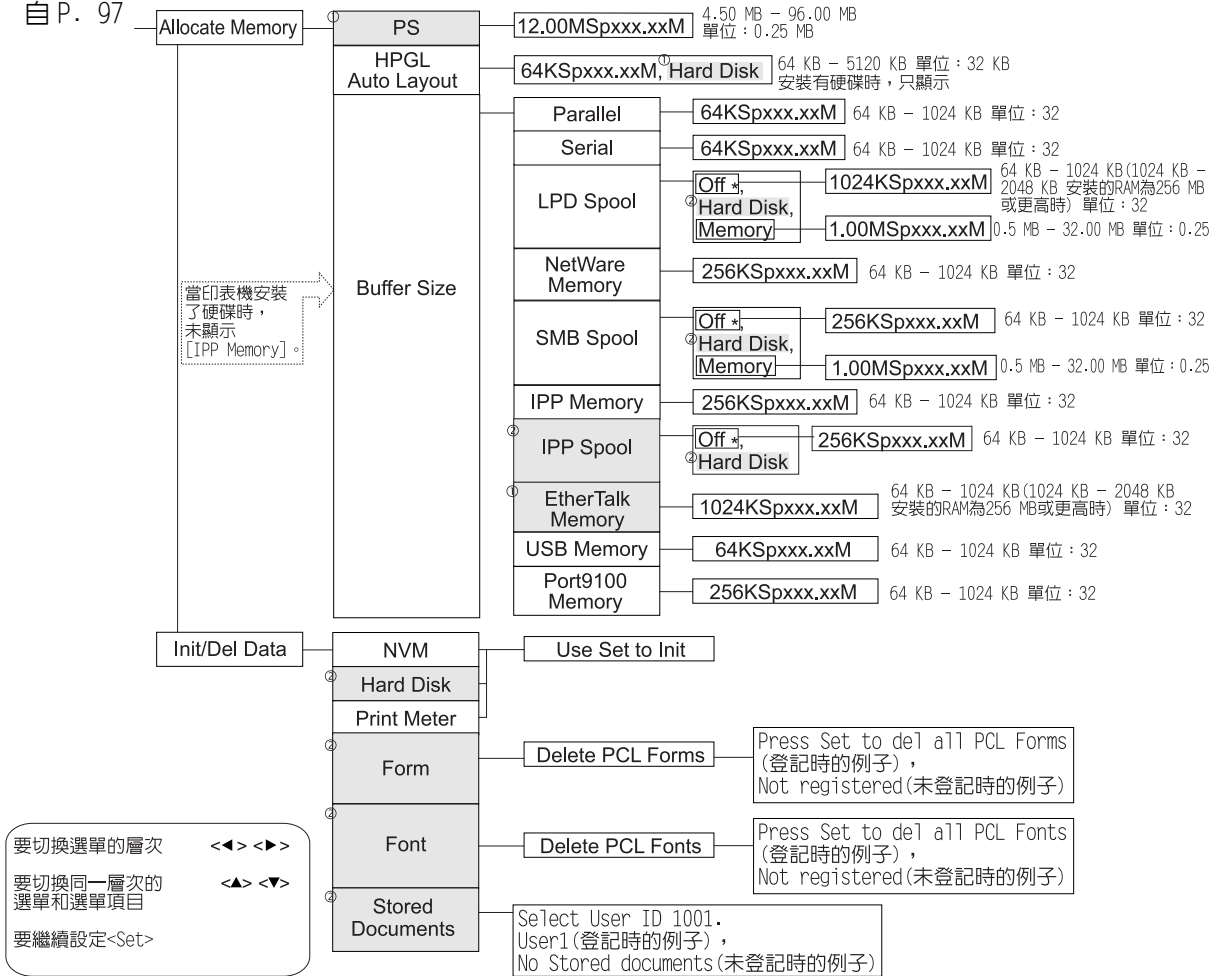 自P. 97
Allocate Memory
① PS
12.00MSpxxx.xxM
4.50 MB – 96.00 MB
單位：0.25 MB
HPGL
Auto Layout
64KSpxxx.xxM, ①Hard Disk
64 KB – 5120 KB 單位：32 KB
安裝有硬碟時，只顯示
當印表機安裝
了硬碟時，
未顯示
[IPP Memory]。
Buffer Size
Parallel
64KSpxxx.xxM
64 KB – 1024 KB 單位：32
Serial
64KSpxxx.xxM
64 KB – 1024 KB 單位：32
LPD Spool
Off *,
②Hard Disk,
Memory
1024KSpxxx.xxM
64 KB – 1024 KB(1024 KB –
2048 KB 安裝的RAM為256 MB
或更高時) 單位：32
1.00MSpxxx.xxM
0.5 MB – 32.00 MB 單位：0.25
NetWare
Memory
256KSpxxx.xxM
64 KB – 1024 KB 單位：32
SMB Spool
Off *,
②Hard Disk,
Memory
256KSpxxx.xxM
64 KB – 1024 KB 單位：32
1.00MSpxxx.xxM
0.5 MB – 32.00 MB 單位：0.25
IPP Memory
256KSpxxx.xxM
64 KB – 1024 KB 單位：32
② IPP Spool
Off *,
②Hard Disk
256KSpxxx.xxM
64 KB – 1024 KB 單位：32
① EtherTalk
Memory
1024KSpxxx.xxM
64 KB – 1024 KB(1024 KB – 2048 KB
安裝的RAM為256 MB或更高時) 單位：32
USB Memory
64KSpxxx.xxM
64 KB – 1024 KB 單位：32
Port9100
Memory
256KSpxxx.xxM
64 KB – 1024 KB 單位：32
Init/Del Data
NVM
Use Set to Init
② Hard Disk
Print Meter
② Form
Delete PCL Forms
Press Set to del all PCL Forms
(登記時的例子)，
Not registered(未登記時的例子)
② Font
Delete PCL Fonts
Press Set to del all PCL Fonts
(登記時的例子)，
Not registered(未登記時的例子)
② Stored
Documents
Select User ID 1001.
User1(登記時的例子)，
No Stored documents(未登記時的例子)
要切換選單的層次 <◀> <▶>
要切換同一層次的 <▲> <▼>
選單和選單項目
要繼續設定<Set>